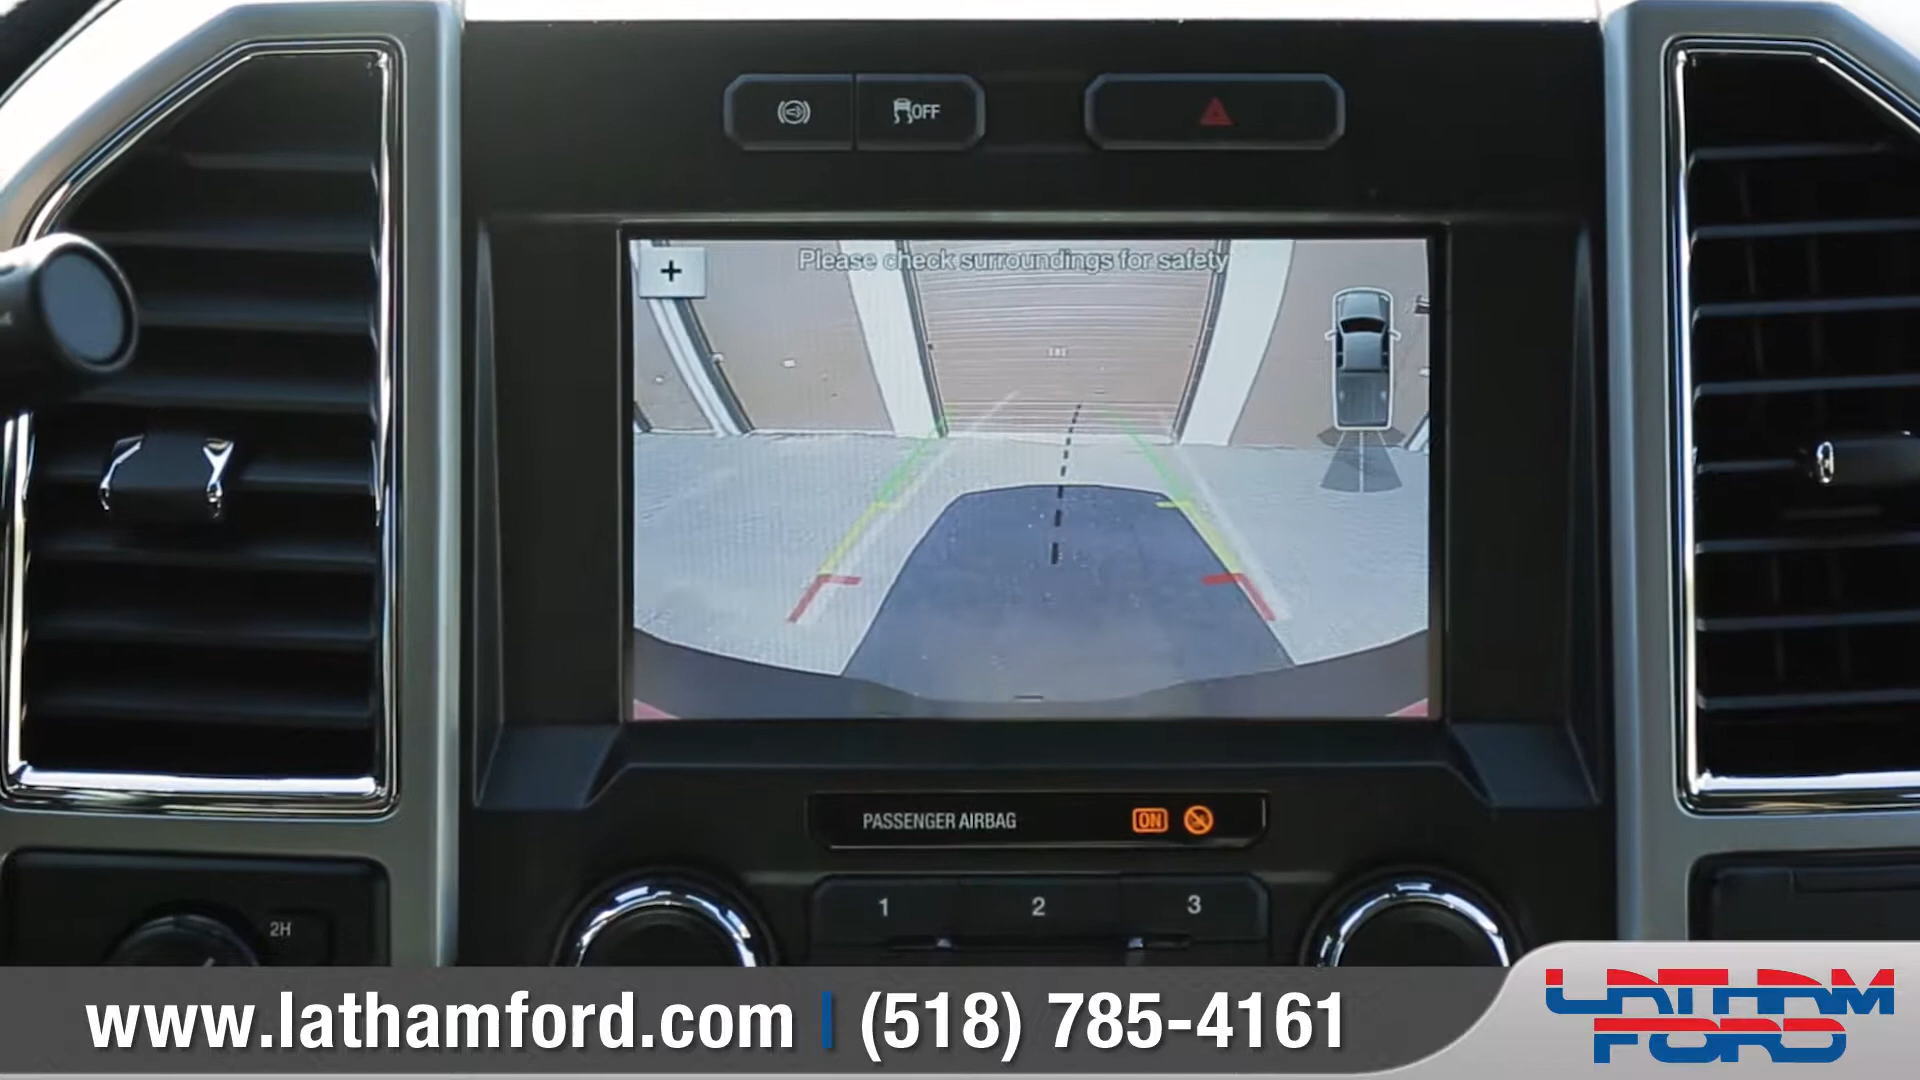 OFF
+
Please check surroundings for safety
PASSENGER AIRBAG ON
1 2 3
2H
www.lathamford.com | (518) 785-4161
LATHAM
FORD